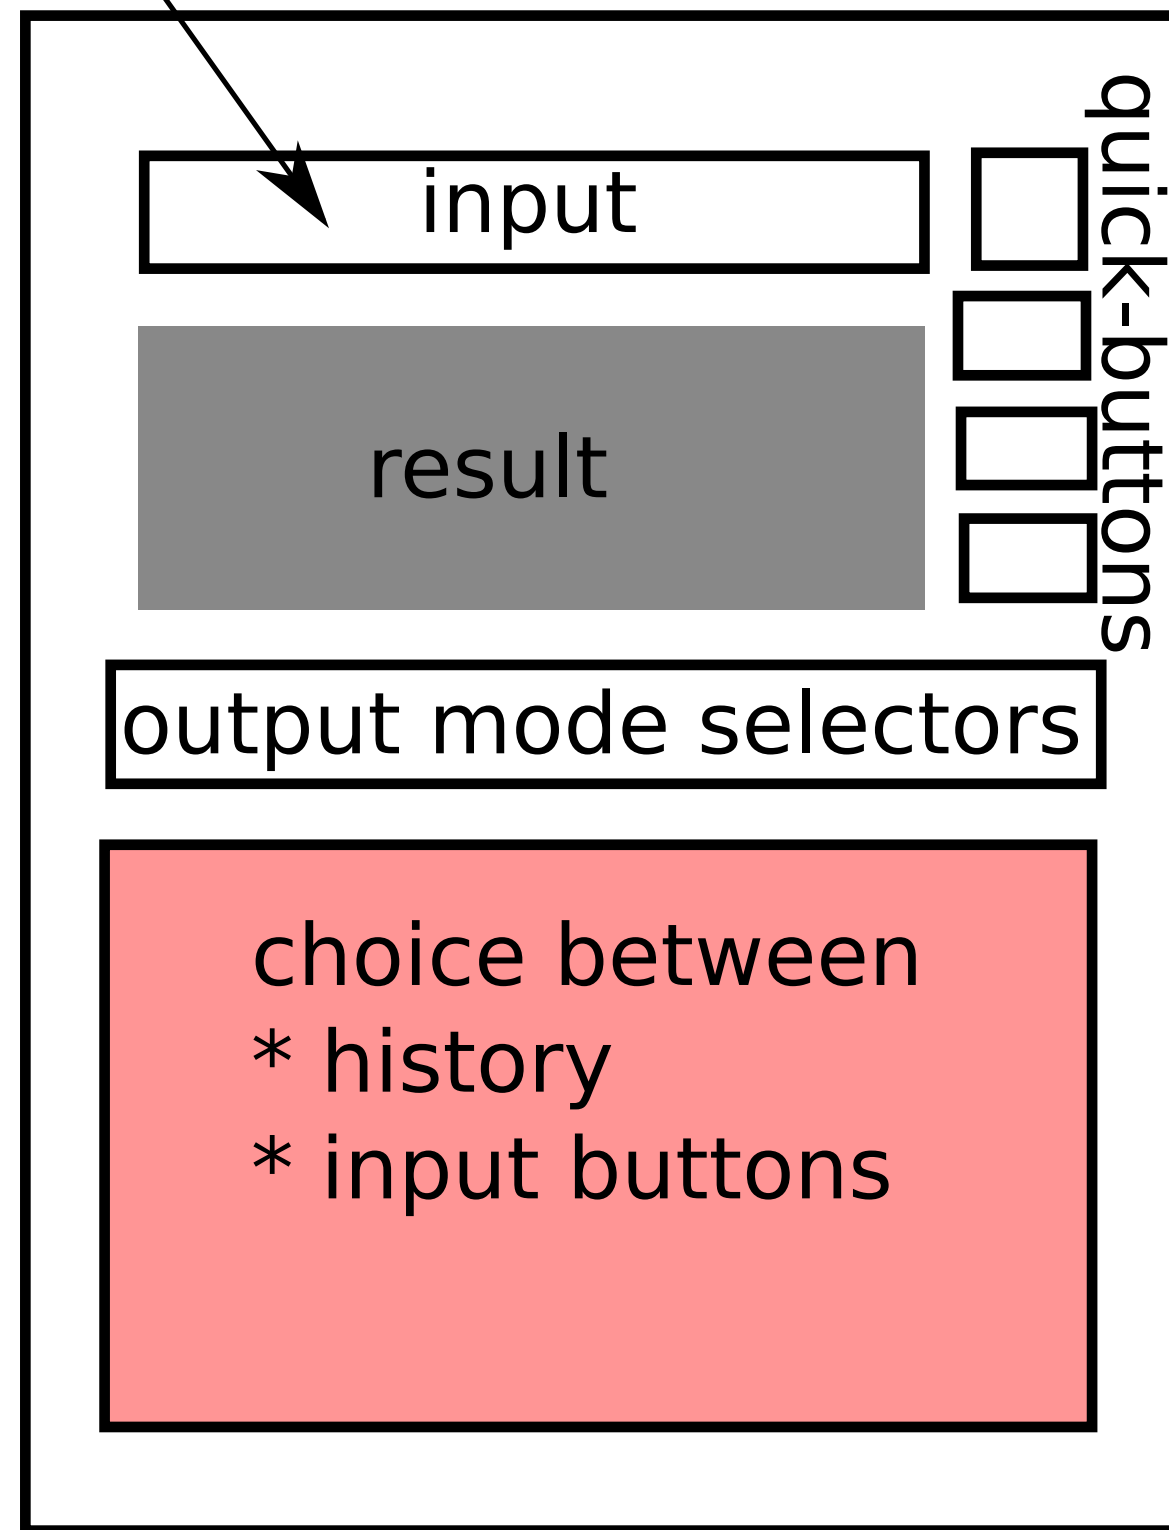 input
quick-buttons
result
output mode selectors
choice between
* history
* input buttons